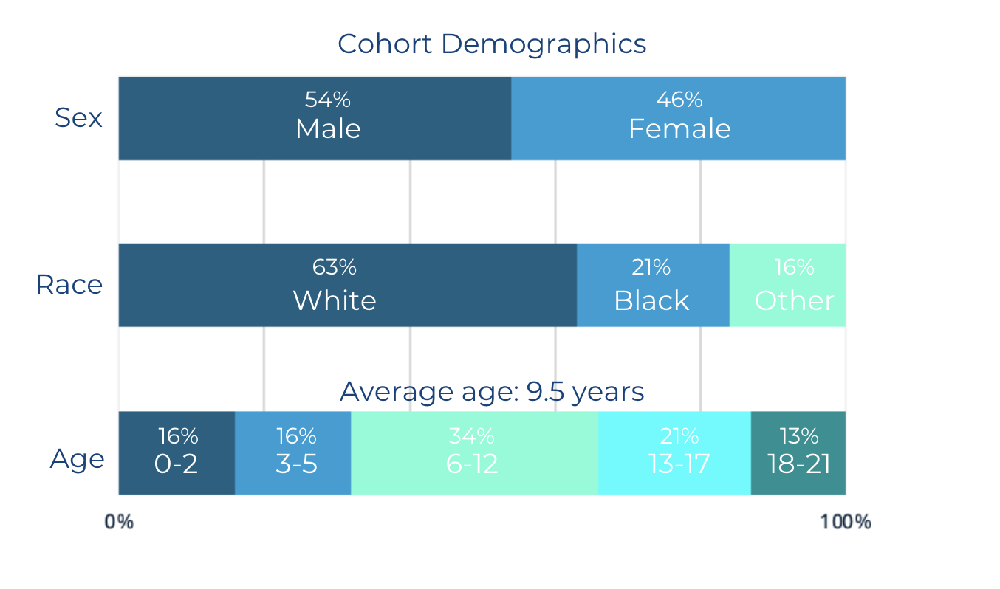 Cohort Demographics
Sex
54%
Male
46%
Female
Race
63%
White
21%
Black
16%
Other
Average age: 9.5 years
Age
16%
0-2
16%
3-5
34%
6-12
21%
13-17
13%
18-21
0%
100%